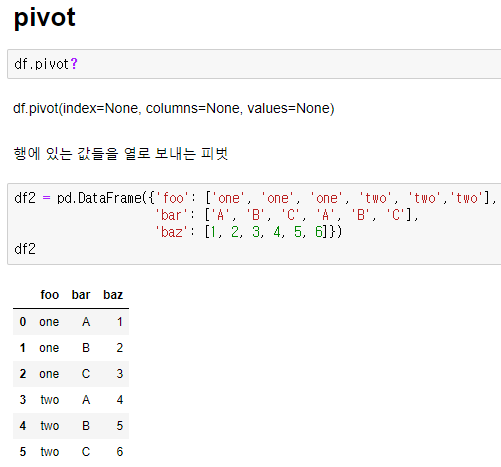 pivot
df.pivot?
df.pivot(index=None, columns=None, values=None)
행에 있는 값들을 열로 보내는 피벗
df2 = pd.DataFrame({'foo': ['one', 'one', 'one', 'two', 'two','two'],
'bar': ['A', 'B', 'C', 'A', 'B', 'C'],
'baz': [1, 2, 3, 4, 5, 6]})
df2
foo bar baz
0 one A 1
1 one B 2
2 one C 3
3 two A 4
4 two B 5
5 two C 6